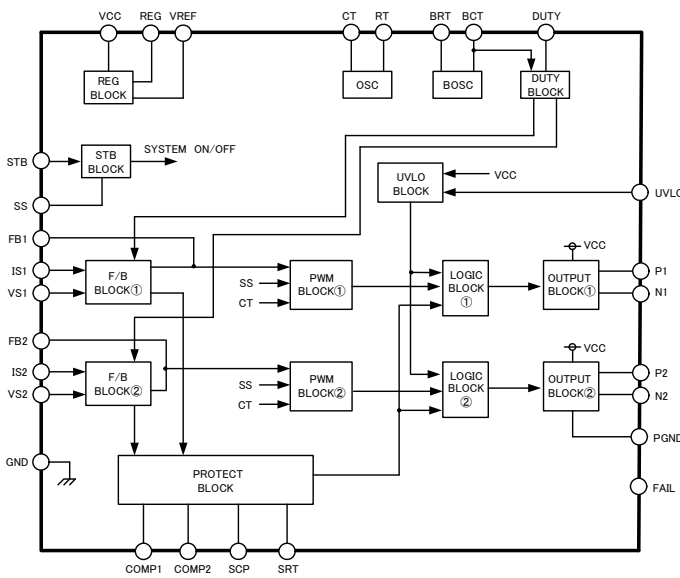 VCC REG VREF CT RT BRT BCT DUTY
REG
BLOCK
OSC
BOSC
DUTY
BLOCK
STB
STB
BLOCK
SYSTEM ON/OFF
SS
UVLO
BLOCK
VCC
UVLO
FB1
IS1
VS1
F/B
BLOCK①
SS
CT
PWM
BLOCK①
LOGIC
BLOCK
①
VCC
OUTPUT
BLOCK①
P1
N1
FB2
IS2
VS2
F/B
BLOCK②
SS
CT
PWM
BLOCK②
LOGIC
BLOCK
②
VCC
OUTPUT
BLOCK②
P2
N2
PGND
GND
PROTECT
BLOCK
FAIL
COMP1 COMP2 SCP SRT